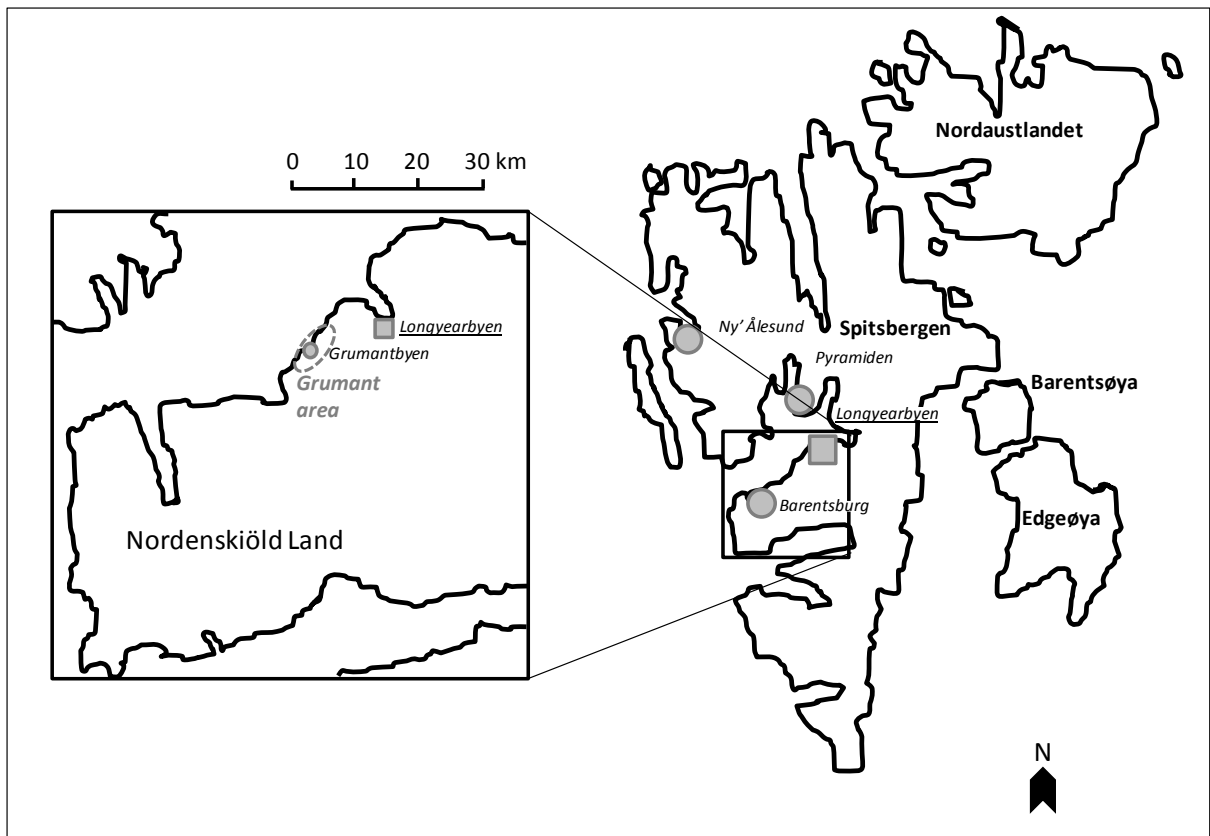 Nordaustlandet
0 10 20 30 km
Ny' Ålesund
Spitsbergen
Longyearbyen
Grumantbyen
Pyramiden
Grumant
area
Barentsøya
Longyearbyen
Barentsburg
Edgeøya
Nordenskiöld Land
N